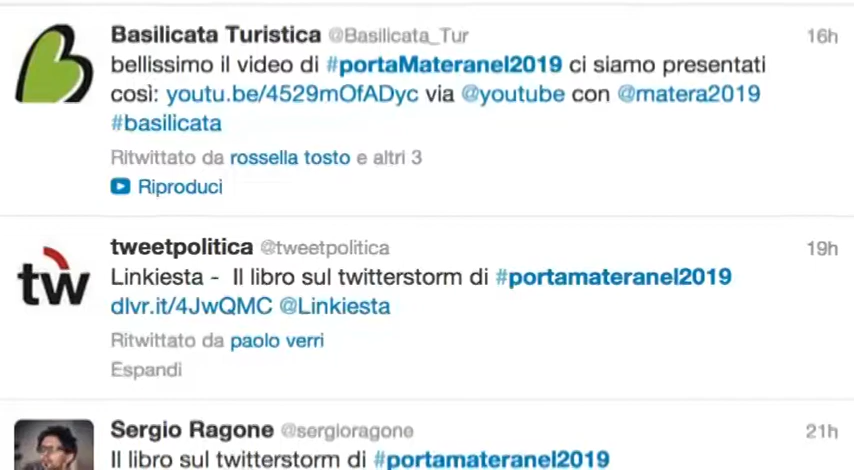 Basilicata Turistica @Basilicata_Tur 16h
bellissimo il video di #portaMateranel2019 ci siamo presentati
così: youtu.be/4529mOfADyc via @youtube con @matera2019
#basilicata
Ritwittato da rossella tosto e altri 3
Riproduci
tw
tweetpolitica @tweetpolitica 19h
Linkiesta - Il libro sul twitterstorm di #portamateranel2019
dlvr.it/4JwQMC @Linkiesta
Ritwittato da paolo verri
Espandi
Sergio Ragone @sergioragone 21h
Il libro sul twitterstorm di #portamateranel2019